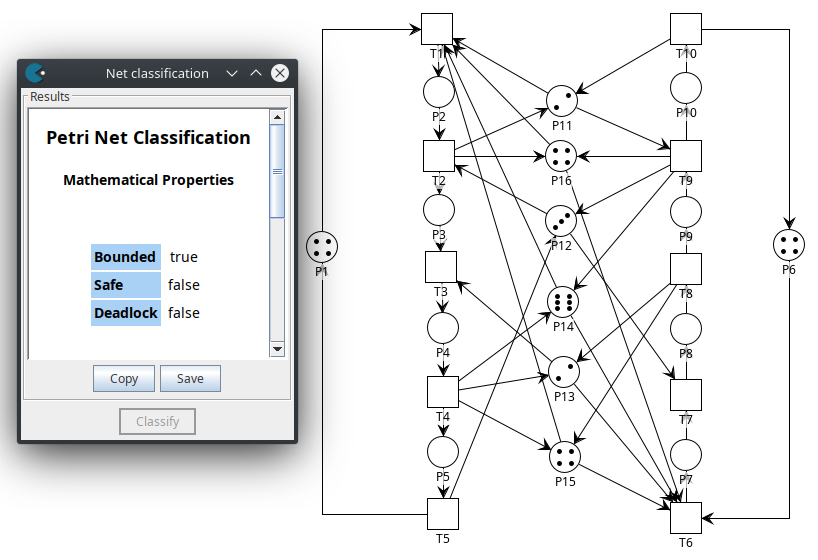 Net classification
Results
Petri Net Classification
Mathematical Properties
Bounded true
Safe false
Deadlock false
Copy Save
Classify
P1
T1
P2
T2
P3
T3
P4
T4
P5
T5
P11
P16
P12
P14
P13
P15
T10
P10
T9
P9
T8
P8
T7
P7
T6
P6